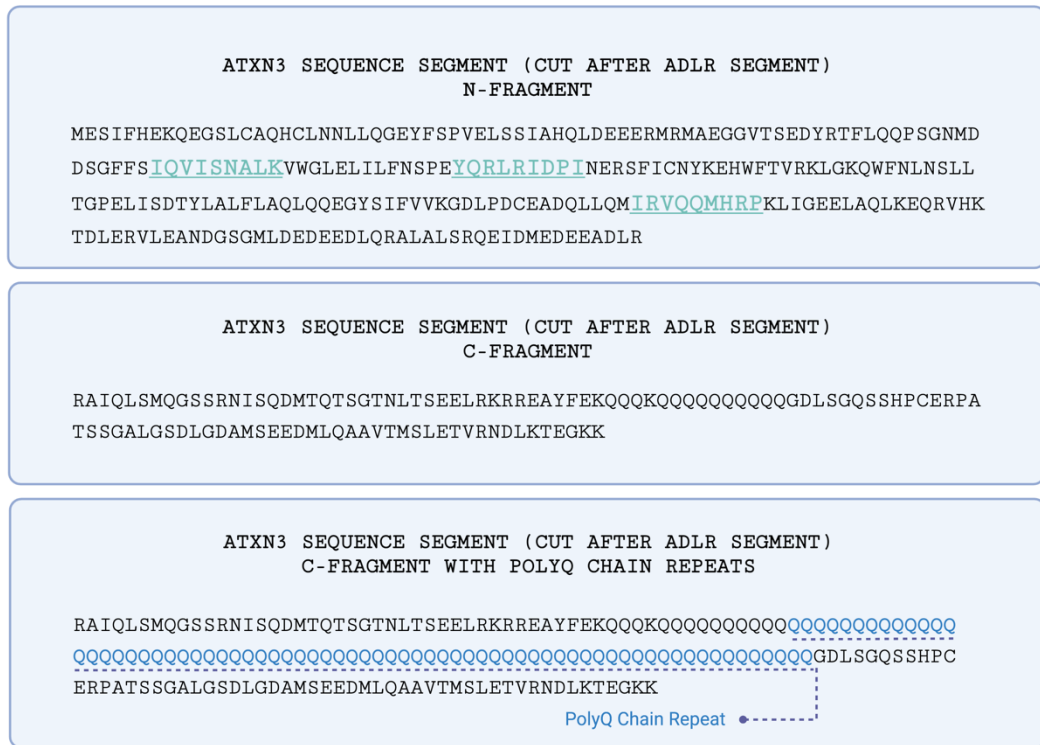 ATXN3 SEQUENCE SEGMENT (CUT AFTER ADLR SEGMENT)
N-FRAGMENT
MESIFHEKQEGSLCAQHCLNNLLQGEYFSPVELSSIAHQLDEEERMRMAEGGVTSEDYRTFLQQPSGNMD
DSGFFSIQVISNALKVWGLELILFNSPEYQRLRIDPINERSFICNYKEHWFTVRKLGKQWFNLNSLL
TGPELISDTYLALFLAQLQQEGYSIFVVKGDLPDCEADQLLQMIRVQQMHRPKLIGEELAQLKEQRVHK
TDLERVLEANDGSGMLDEDEEDLQRALALSRQEIDMEDEEADLR
ATXN3 SEQUENCE SEGMENT (CUT AFTER ADLR SEGMENT)
C-FRAGMENT
RAIQLSMQGSSRNISQDMTQTSGTNLTSEELRKRREAYFEKQQQKQQQQQQQQQQGDLSGQSSHPCERPA
TSSGALGSDLGDAMSEEDMLQAAVTMSLETVRNDLKTEGKK
ATXN3 SEQUENCE SEGMENT (CUT AFTER ADLR SEGMENT)
C-FRAGMENT WITH POLYQ CHAIN REPEATS
RAIQLSMQGSSRNISQDMTQTSGTNLTSEELRKRREAYFEKQQQKQQQQQQQQQQQQQQQQQQQQQQQ
QQQQQQQQQQQQQQQQQQQQQQQQQQQQQQQQQQQQQQQQQQQQQQQQQQQQQQQQQGDLSGQSSHPC
ERPATSSGALGSDLGDAMSEEDMLQAAVTMSLETVRNDLKTEGKK
PolyQ Chain Repeat